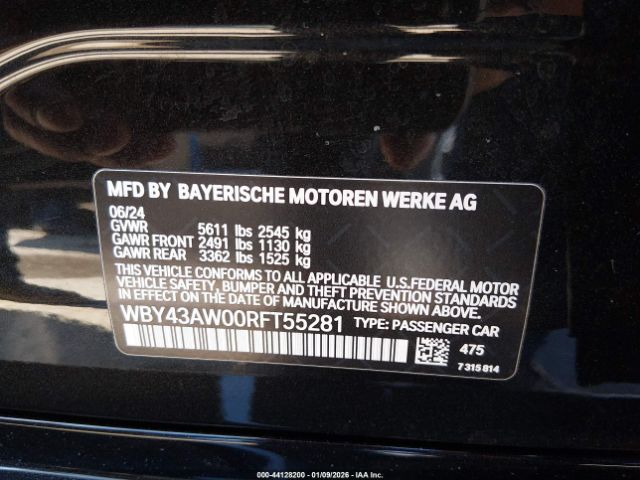 MFD BY BAYERISCHE MOTOREN WERKE AG
06/24
GVWR 5611 lbs 2545 kg
GAWR FRONT 2491 lbs 1130 kg
GAWR REAR 3362 lbs 1525 kg
THIS VEHICLE CONFORMS TO ALL APPLICABLE U.S.FEDERAL MOTOR
VEHICLE SAFETY, BUMPER AND THEFT PREVENTION STANDARDS IN
EFFECT ON THE DATE OF MANUFACTURE SHOWN ABOVE.
WBY43AW00RFT55281 TYPE: PASSENGER CAR
475
7 315 814
000-44128200 - 01/09/2026 - IAA Inc.